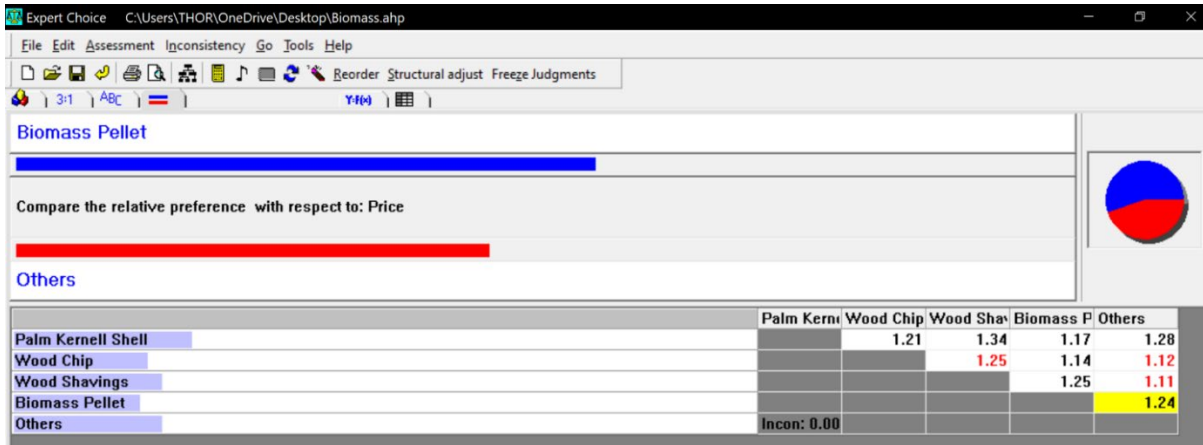 Expert Choice C:\Users\THOR\OneDrive\Desktop\Biomass.ahp
File Edit Assessment Inconsistency Go Tools Help
Reorder Structural adjust Freeze Judgments
3:1 ABC Y=f(x)
Biomass Pellet
Compare the relative preference with respect to: Price
Others
Palm Kerne Wood Chip Wood Shav Biomass P Others
Palm Kernell Shell 1.21 1.34 1.17 1.28
Wood Chip 1.25 1.14 1.12
Wood Shavings 1.25 1.11
Biomass Pellet 1.24
Others Incon: 0.00